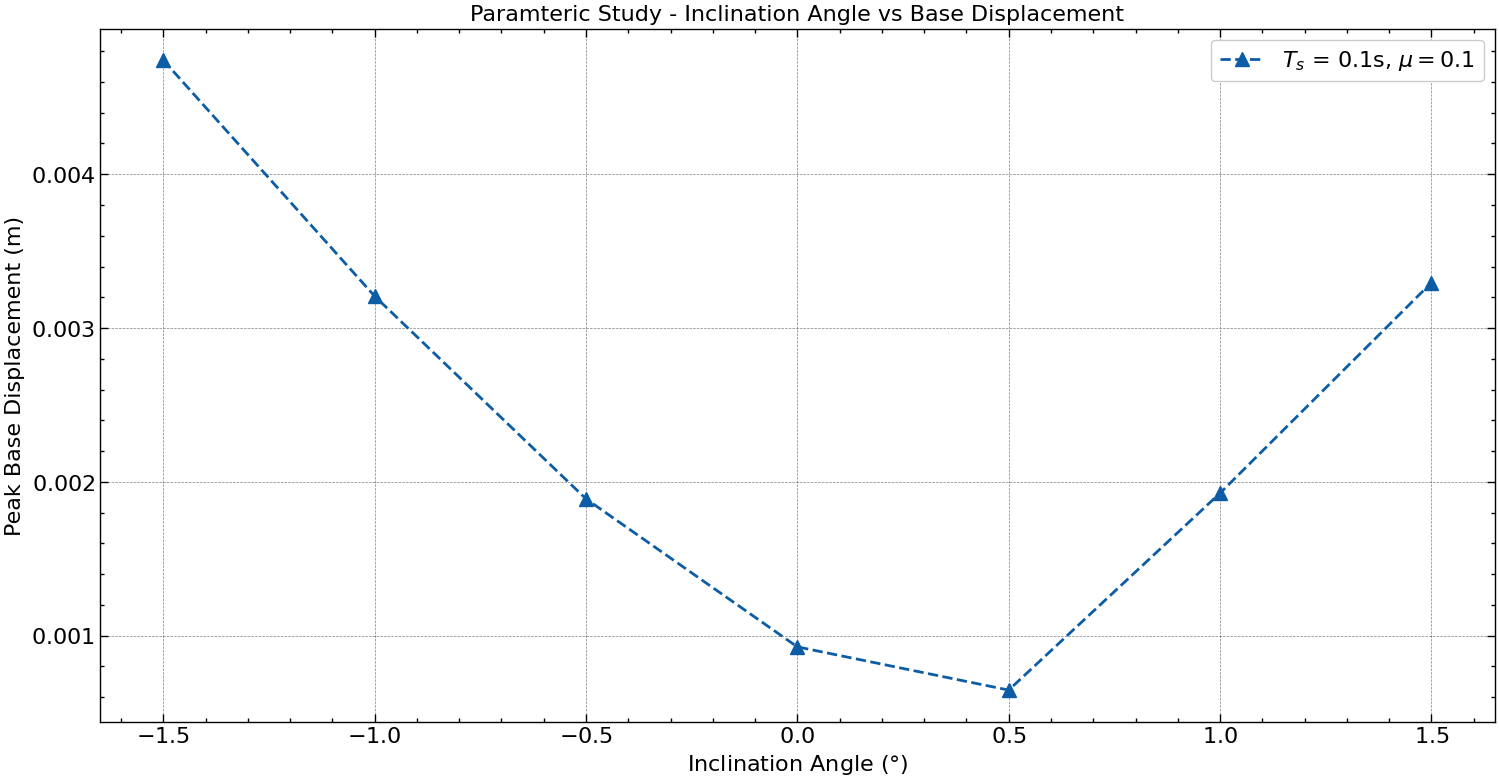 Paramteric Study - Inclination Angle vs Base Displacement
$T_s$ = 0.1s, $\mu = 0.1$
Peak Base Displacement (m)
0.004
0.003
0.002
0.001
−1.5 −1.0 −0.5 0.0 0.5 1.0 1.5
Inclination Angle (°)